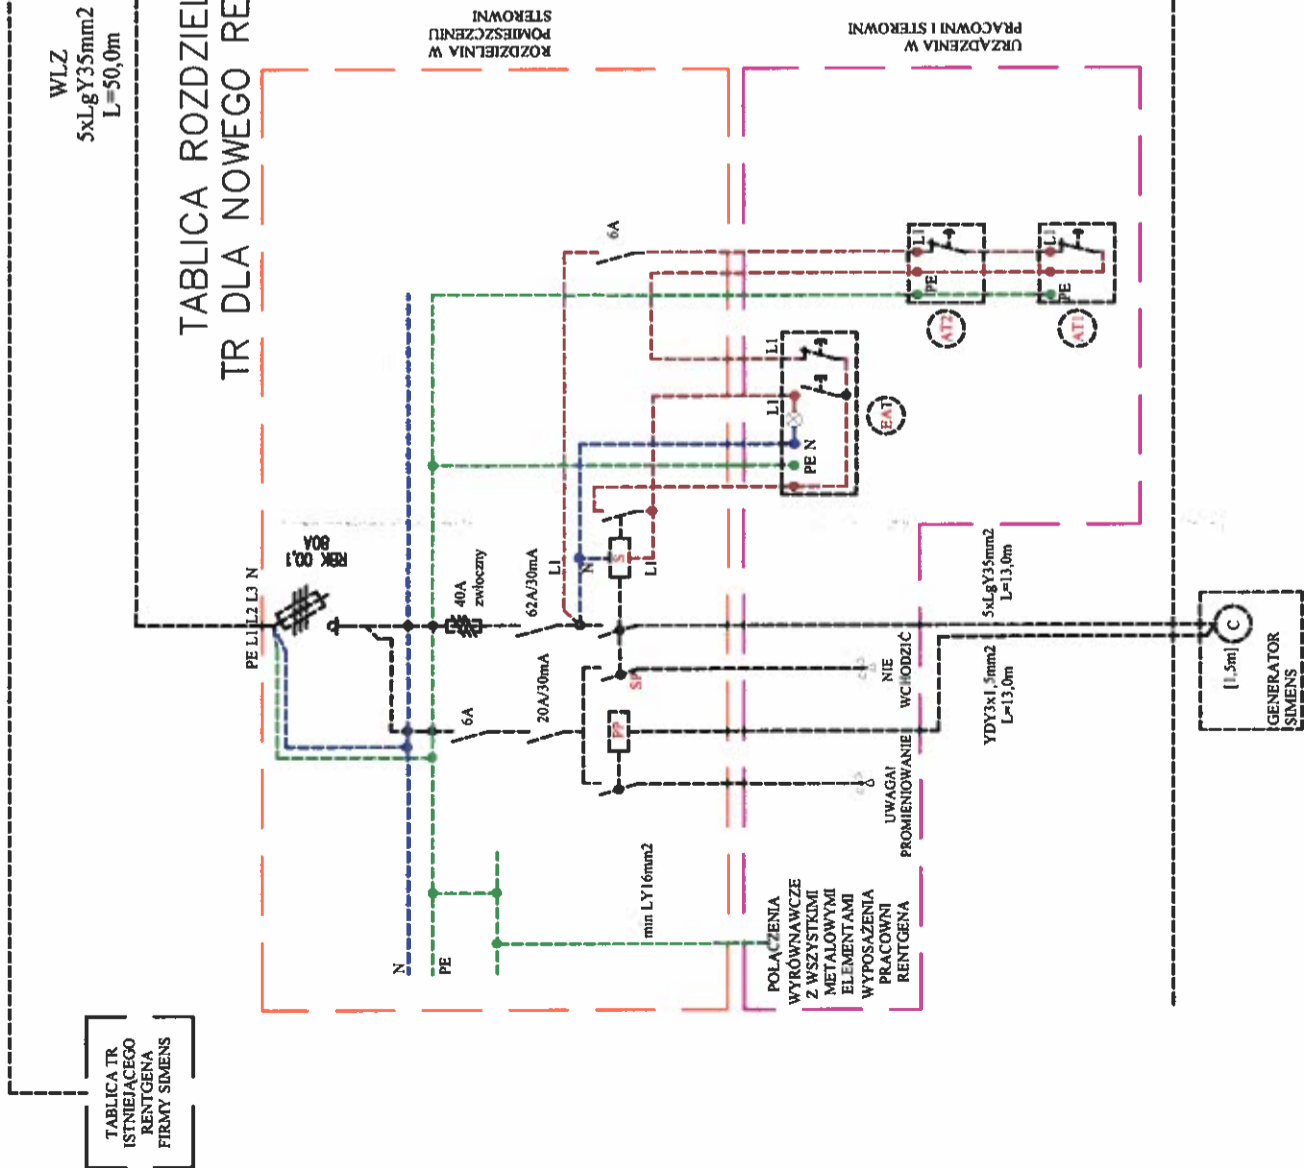 WLZ
5xLgY35mm2
L=50,0m
TABLICA ROZDZIEL
TR DLA NOWEGO RE
ROZDZIELNIA W
POMIESZCZENIU
STEROWNI
URZĄDZENIA W
PRACOWNI I STEROWNI
PE L1 L2 L3 N
RBK 00,1
80A
40A
zwłoczny
62A/30mA
6A
20A/30mA
6A
L1
N
S
L1
SP
PP
N
PE
min LY16mm2
L1
L1
PE N
EAT
L1
PE
AT2
L1
PE
AT1
NIE
WCHODZIĆ
UWAGA!
PROMIENIOWANIE
5xLgY35mm2
L=13,0m
YDY3x1,5mm2
L=13,0m
POŁĄCZENIA
WYRÓWNAWCZE
Z WSZYSTKIMI
METALOWYMI
ELEMENTAMI
WYPOSAŻENIA
PRACOWNI
RENTGENA
TABLICA TR
ISTNIEJĄCEGO
RENTGENA
FIRMY SIMENS
[1,5m]
C
GENERATOR
SIMENS